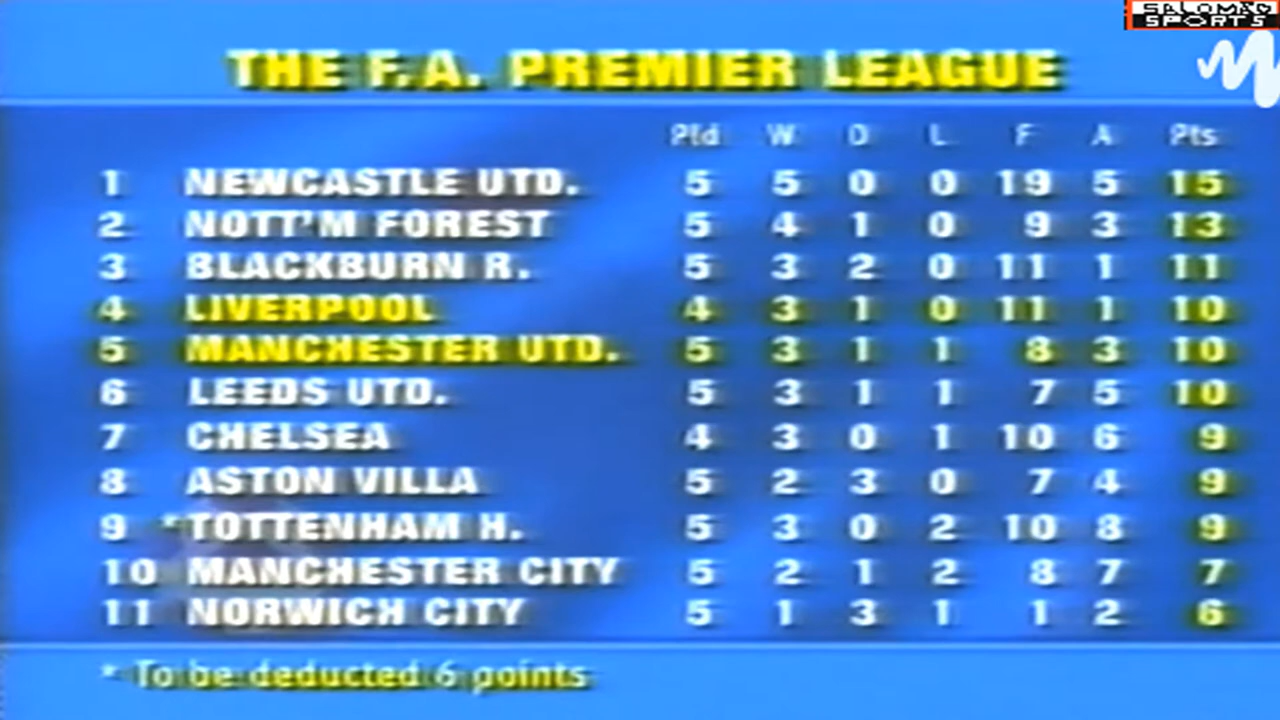 SALOMÃO
SPORTS
THE F.A. PREMIER LEAGUE
Pld W D L F A Pts
1 NEWCASTLE UTD. 5 5 0 0 19 5 15
2 NOTT'M FOREST 5 4 1 0 9 3 13
3 BLACKBURN R. 5 3 2 0 11 1 11
4 LIVERPOOL 4 3 1 0 11 1 10
5 MANCHESTER UTD. 5 3 1 1 8 3 10
6 LEEDS UTD. 5 3 1 1 7 5 10
7 CHELSEA 4 3 0 1 10 6 9
8 ASTON VILLA 5 2 3 0 7 4 9
9 *TOTTENHAM H. 5 3 0 2 10 8 9
10 MANCHESTER CITY 5 2 1 2 8 7 7
11 NORWICH CITY 5 1 3 1 1 2 6
* To be deducted 6 points